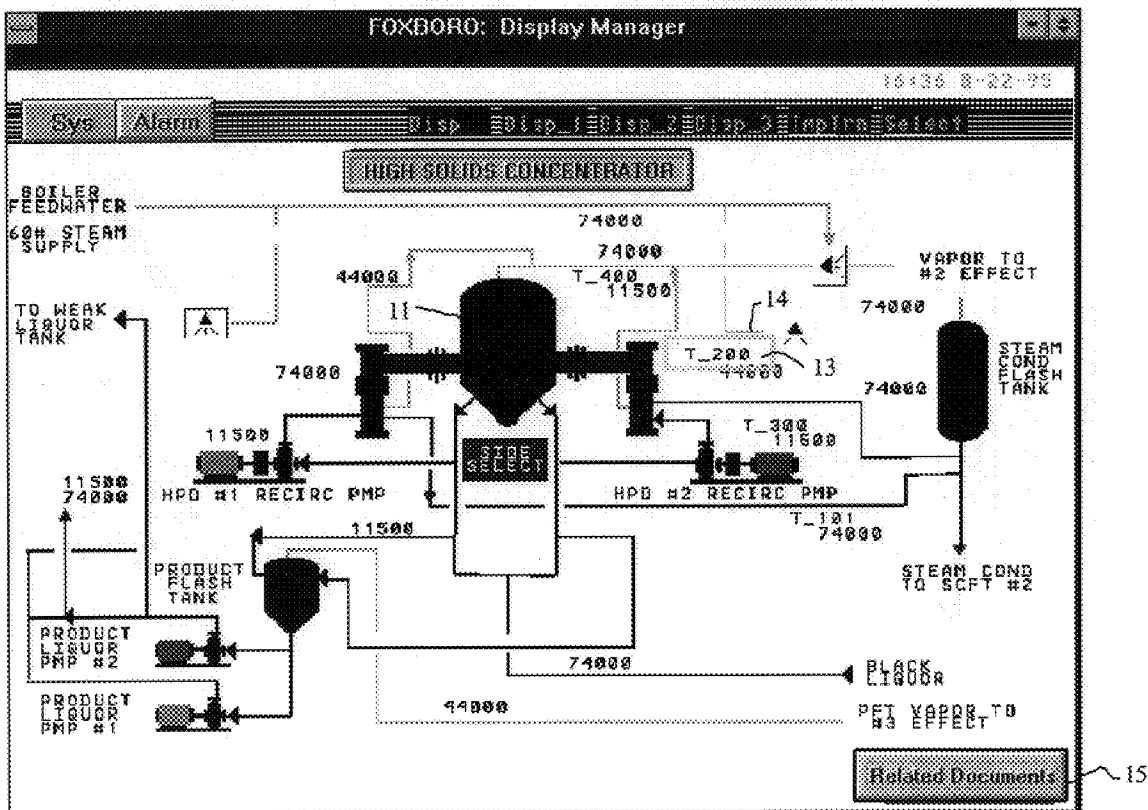 FOXBORO: Display Manager
16:36 8-22-95
Sys
Alarm
Disp
Disp_1
Disp_2
Disp_3
Select
HIGH SOLIDS CONCENTRATOR
BOILER
FEEDWATER
60# STEAM
SUPPLY
74000
74000
44000
T_400
11500
VAPOR TO
#2 EFFECT
TO WEAK
LIQUOR
TANK
11
14
74000
T_200
44000
13
STEAM
COND
FLASH
TANK
74000
74000
11500
T_300
11500
SIDE
SELECT
11500
74000
HPD #1 RECIRC PMP
HPD #2 RECIRC PMP
11500
T_101
74000
PRODUCT
FLASH
TANK
STEAM COND
TO SCFT #2
PRODUCT
LIQUOR
PMP #2
74000
BLACK
LIQUOR
PRODUCT
LIQUOR
PMP #1
44000
PFT VAPOR TO
#3 EFFECT
Related Documents
15